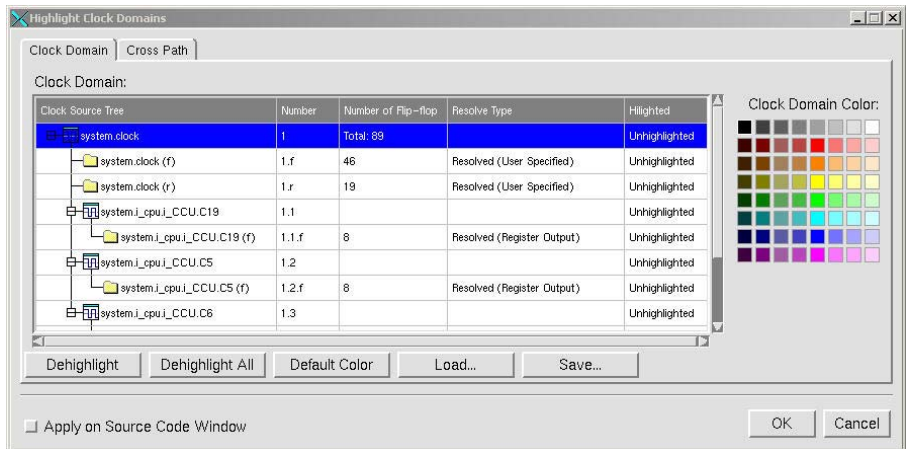 Highlight Clock Domains
Clock Domain Cross Path
Clock Domain:
Clock Source Tree Number Number of Flip-flop Resolve Type Hilighted
system.clock 1 Total: 89 Unhighlighted
system.clock (f) 1.f 46 Resolved (User Specified) Unhighlighted
system.clock (r) 1.r 19 Resolved (User Specified) Unhighlighted
system.i_cpu.i_CCU.C19 1.1 Unhighlighted
system.i_cpu.i_CCU.C19 (f) 1.1.f 8 Resolved (Register Output) Unhighlighted
system.i_cpu.i_CCU.C5 1.2 Unhighlighted
system.i_cpu.i_CCU.C5 (f) 1.2.f 8 Resolved (Register Output) Unhighlighted
system.i_cpu.i_CCU.C6 1.3 Unhighlighted
Clock Domain Color:
Dehighlight Dehighlight All Default Color Load... Save...
Apply on Source Code Window
OK Cancel